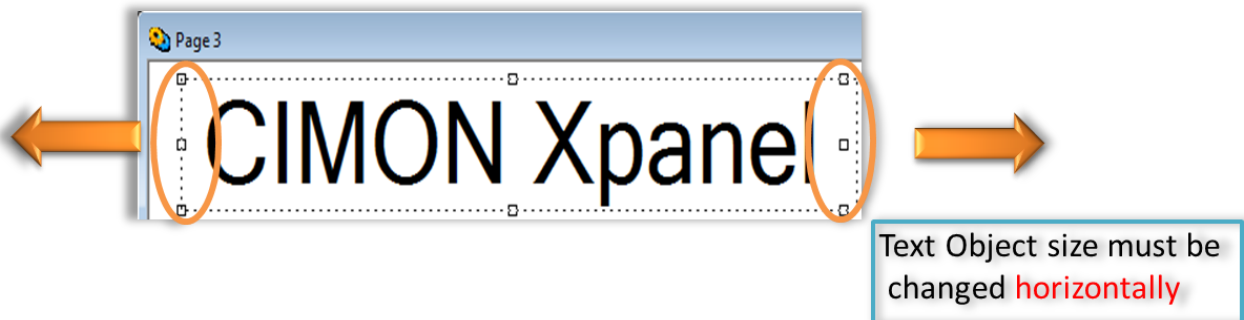 Page 3
CIMON Xpanel
Text Object size must be
changed horizontally